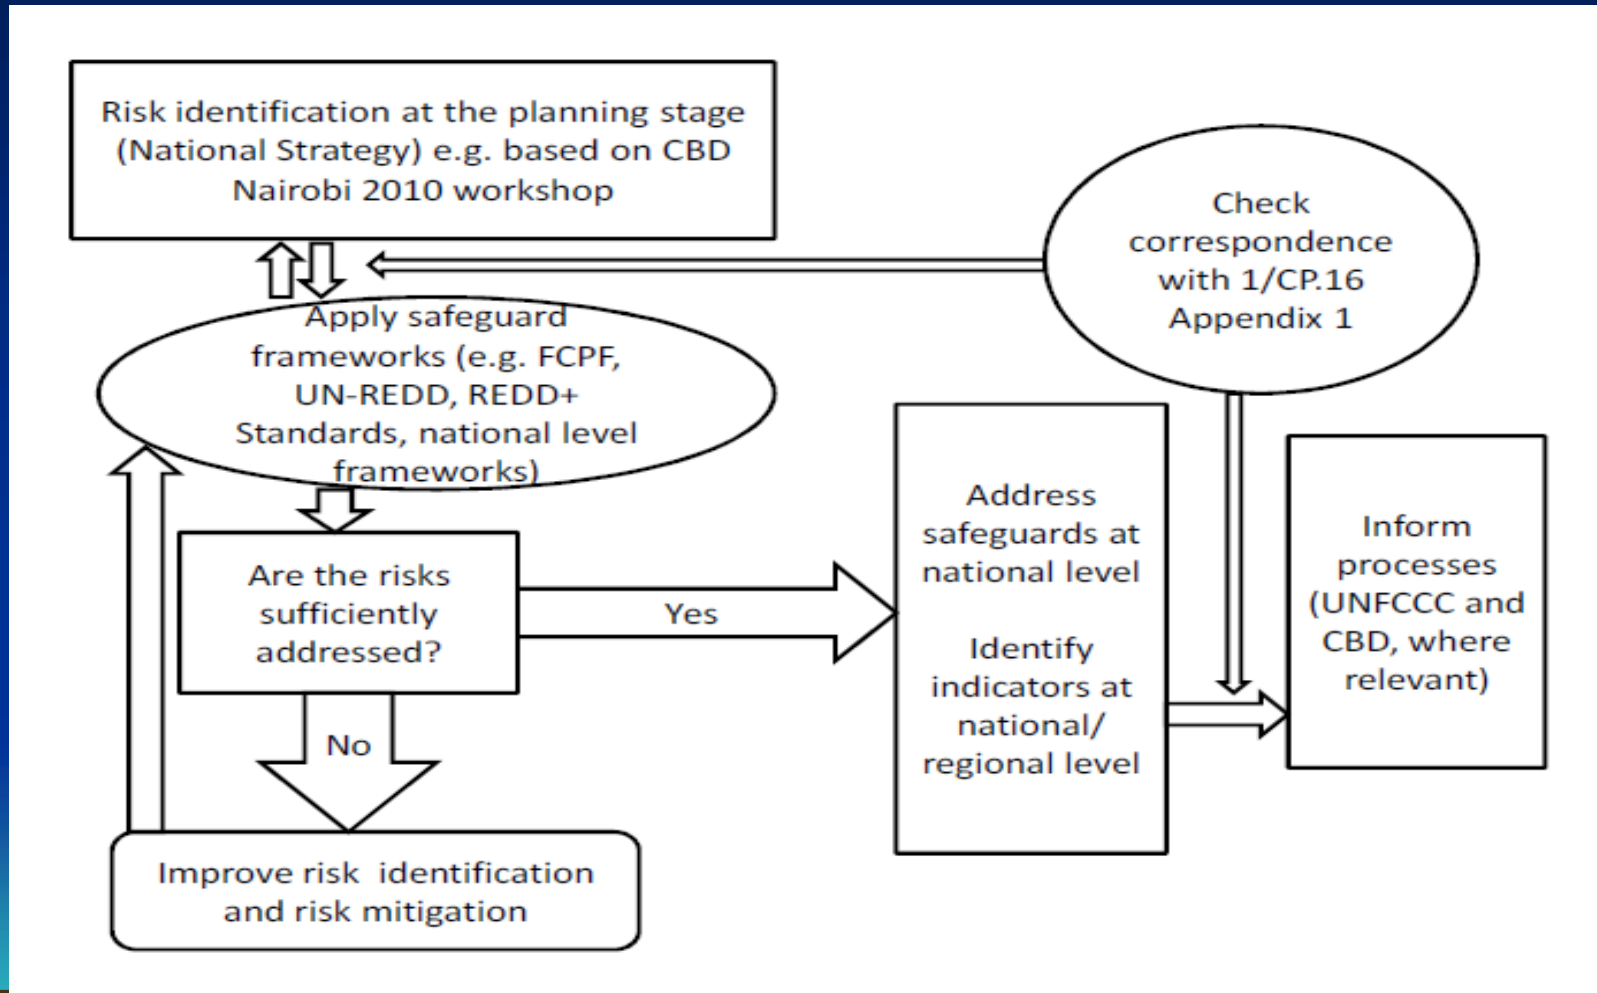 Risk identification at the planning stage
(National Strategy) e.g. based on CBD
Nairobi 2010 workshop
Check
correspondence
with 1/CP.16
Appendix 1
Apply safeguard
frameworks (e.g. FCPF,
UN-REDD, REDD+
Standards, national level
frameworks)
Are the risks
sufficiently
addressed?
Yes
No
Improve risk identification
and risk mitigation
Address
safeguards at
national level
Identify
indicators at
national/
regional level
Inform
processes
(UNFCCC and
CBD, where
relevant)